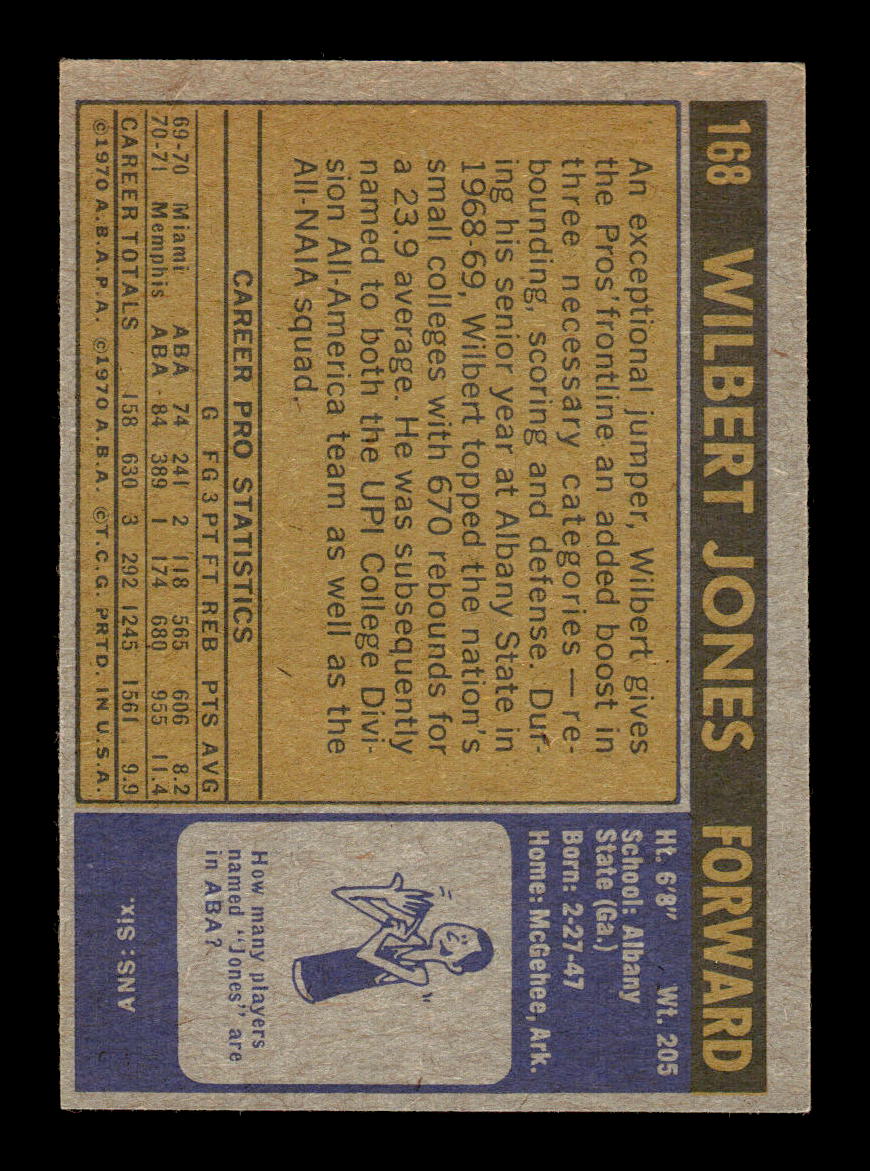 168 WILBERT JONES FORWARD
An exceptional jumper, Wilbert gives
the Pros' frontline an added boost in
three necessary categories — re-
bounding, scoring and defense. Dur-
ing his senior year at Albany State in
1968-69, Wilbert topped the nation's
small colleges with 670 rebounds for
a 23.9 average. He was subsequently
named to both the UPI College Divi-
sion All-America team as well as the
All-NAIA squad.
CAREER PRO STATISTICS
G FG 3PT FT REB PTS AVG
69-70 Miami ABA 74 241 2 118 565 606 8.2
70-71 Memphis ABA 84 389 1 174 680 955 11.4
CAREER TOTALS 158 630 3 292 1245 1561 9.9
©1970 A.B.A.P.A. ©1970 A.B.A. ©T.C.G. PRTD. IN U.S.A.
Ht. 6'8" Wt. 205
School: Albany
State (Ga.)
Born: 2-27-47
Home: McGehee, Ark.
How many players
named "Jones" are
in ABA?
ANS: Six.